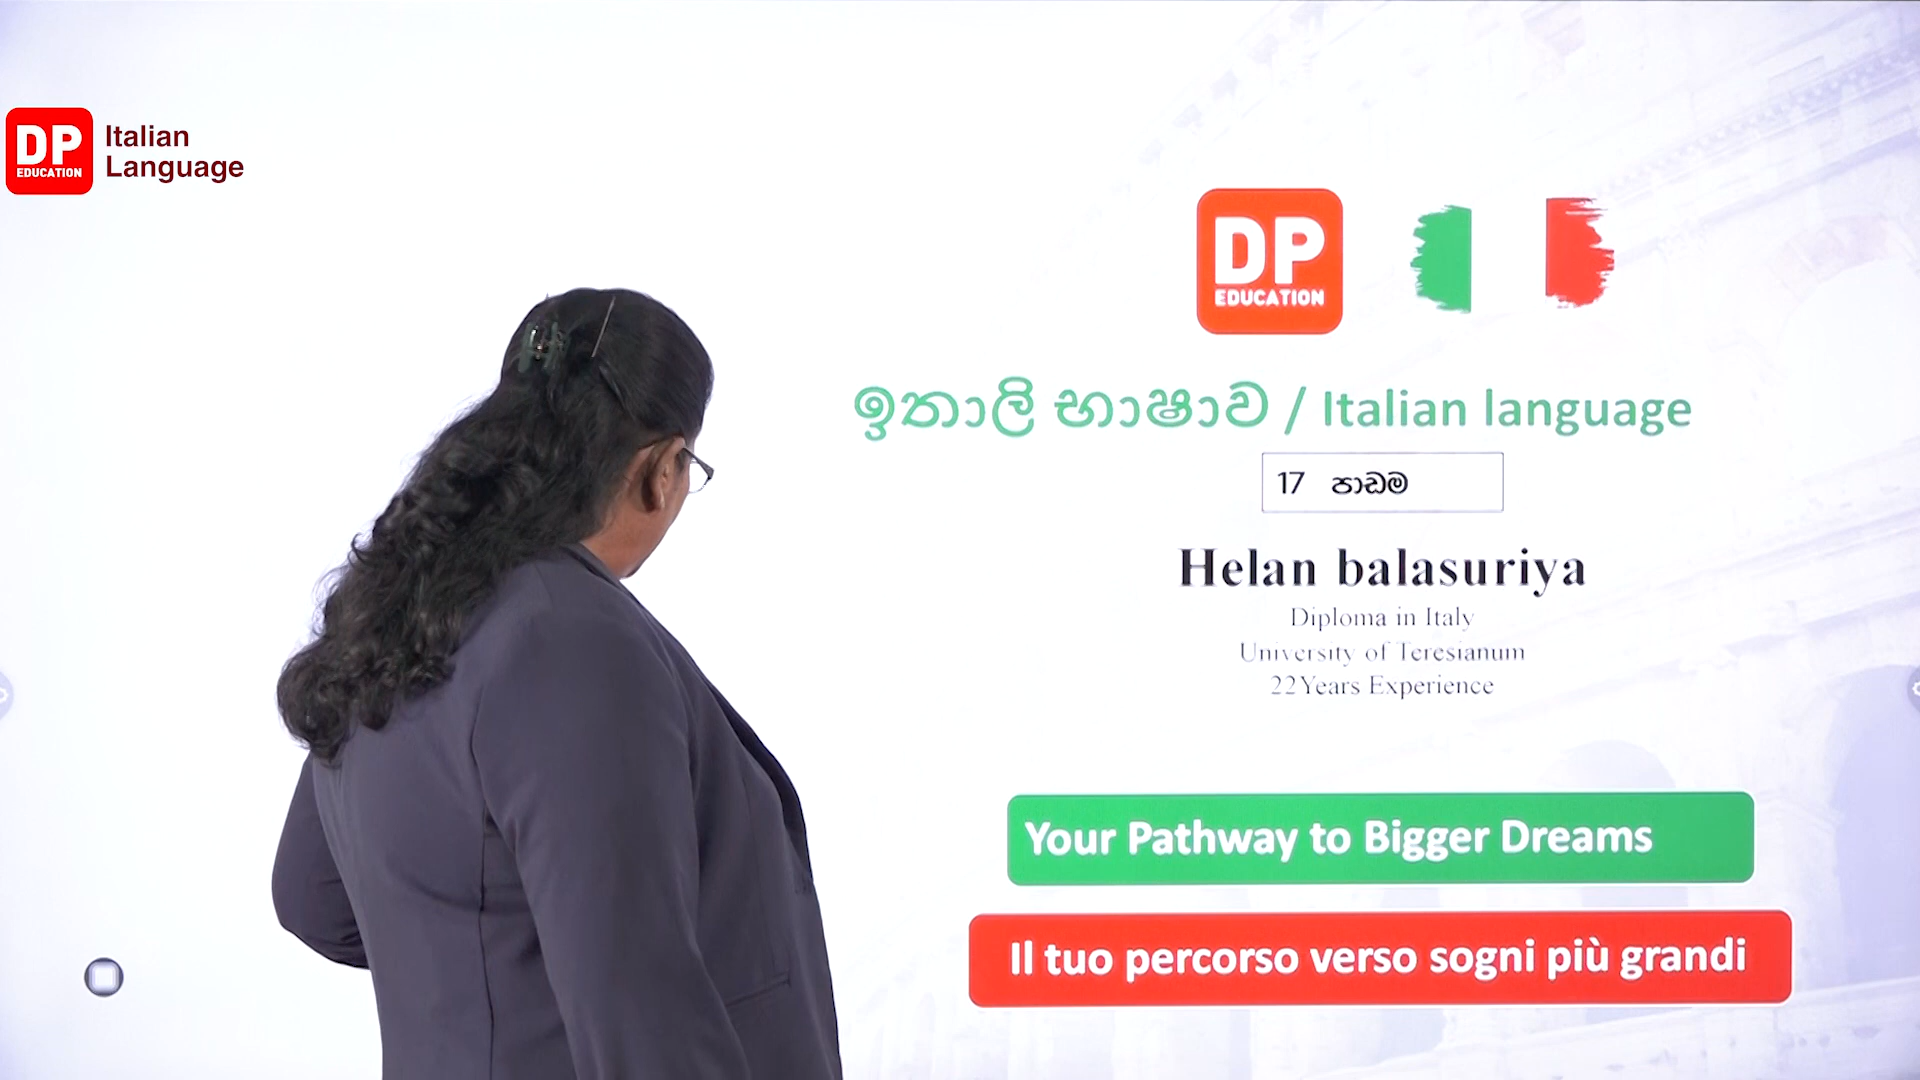 DP
EDUCATION
Italian
Language
DP
EDUCATION
ඉතාලි භාෂාව / Italian language
17 පාඩම
Helan balasuriya
Diploma in Italy
University of Teresianum
22Years Experience
Your Pathway to Bigger Dreams
Il tuo percorso verso sogni più grandi